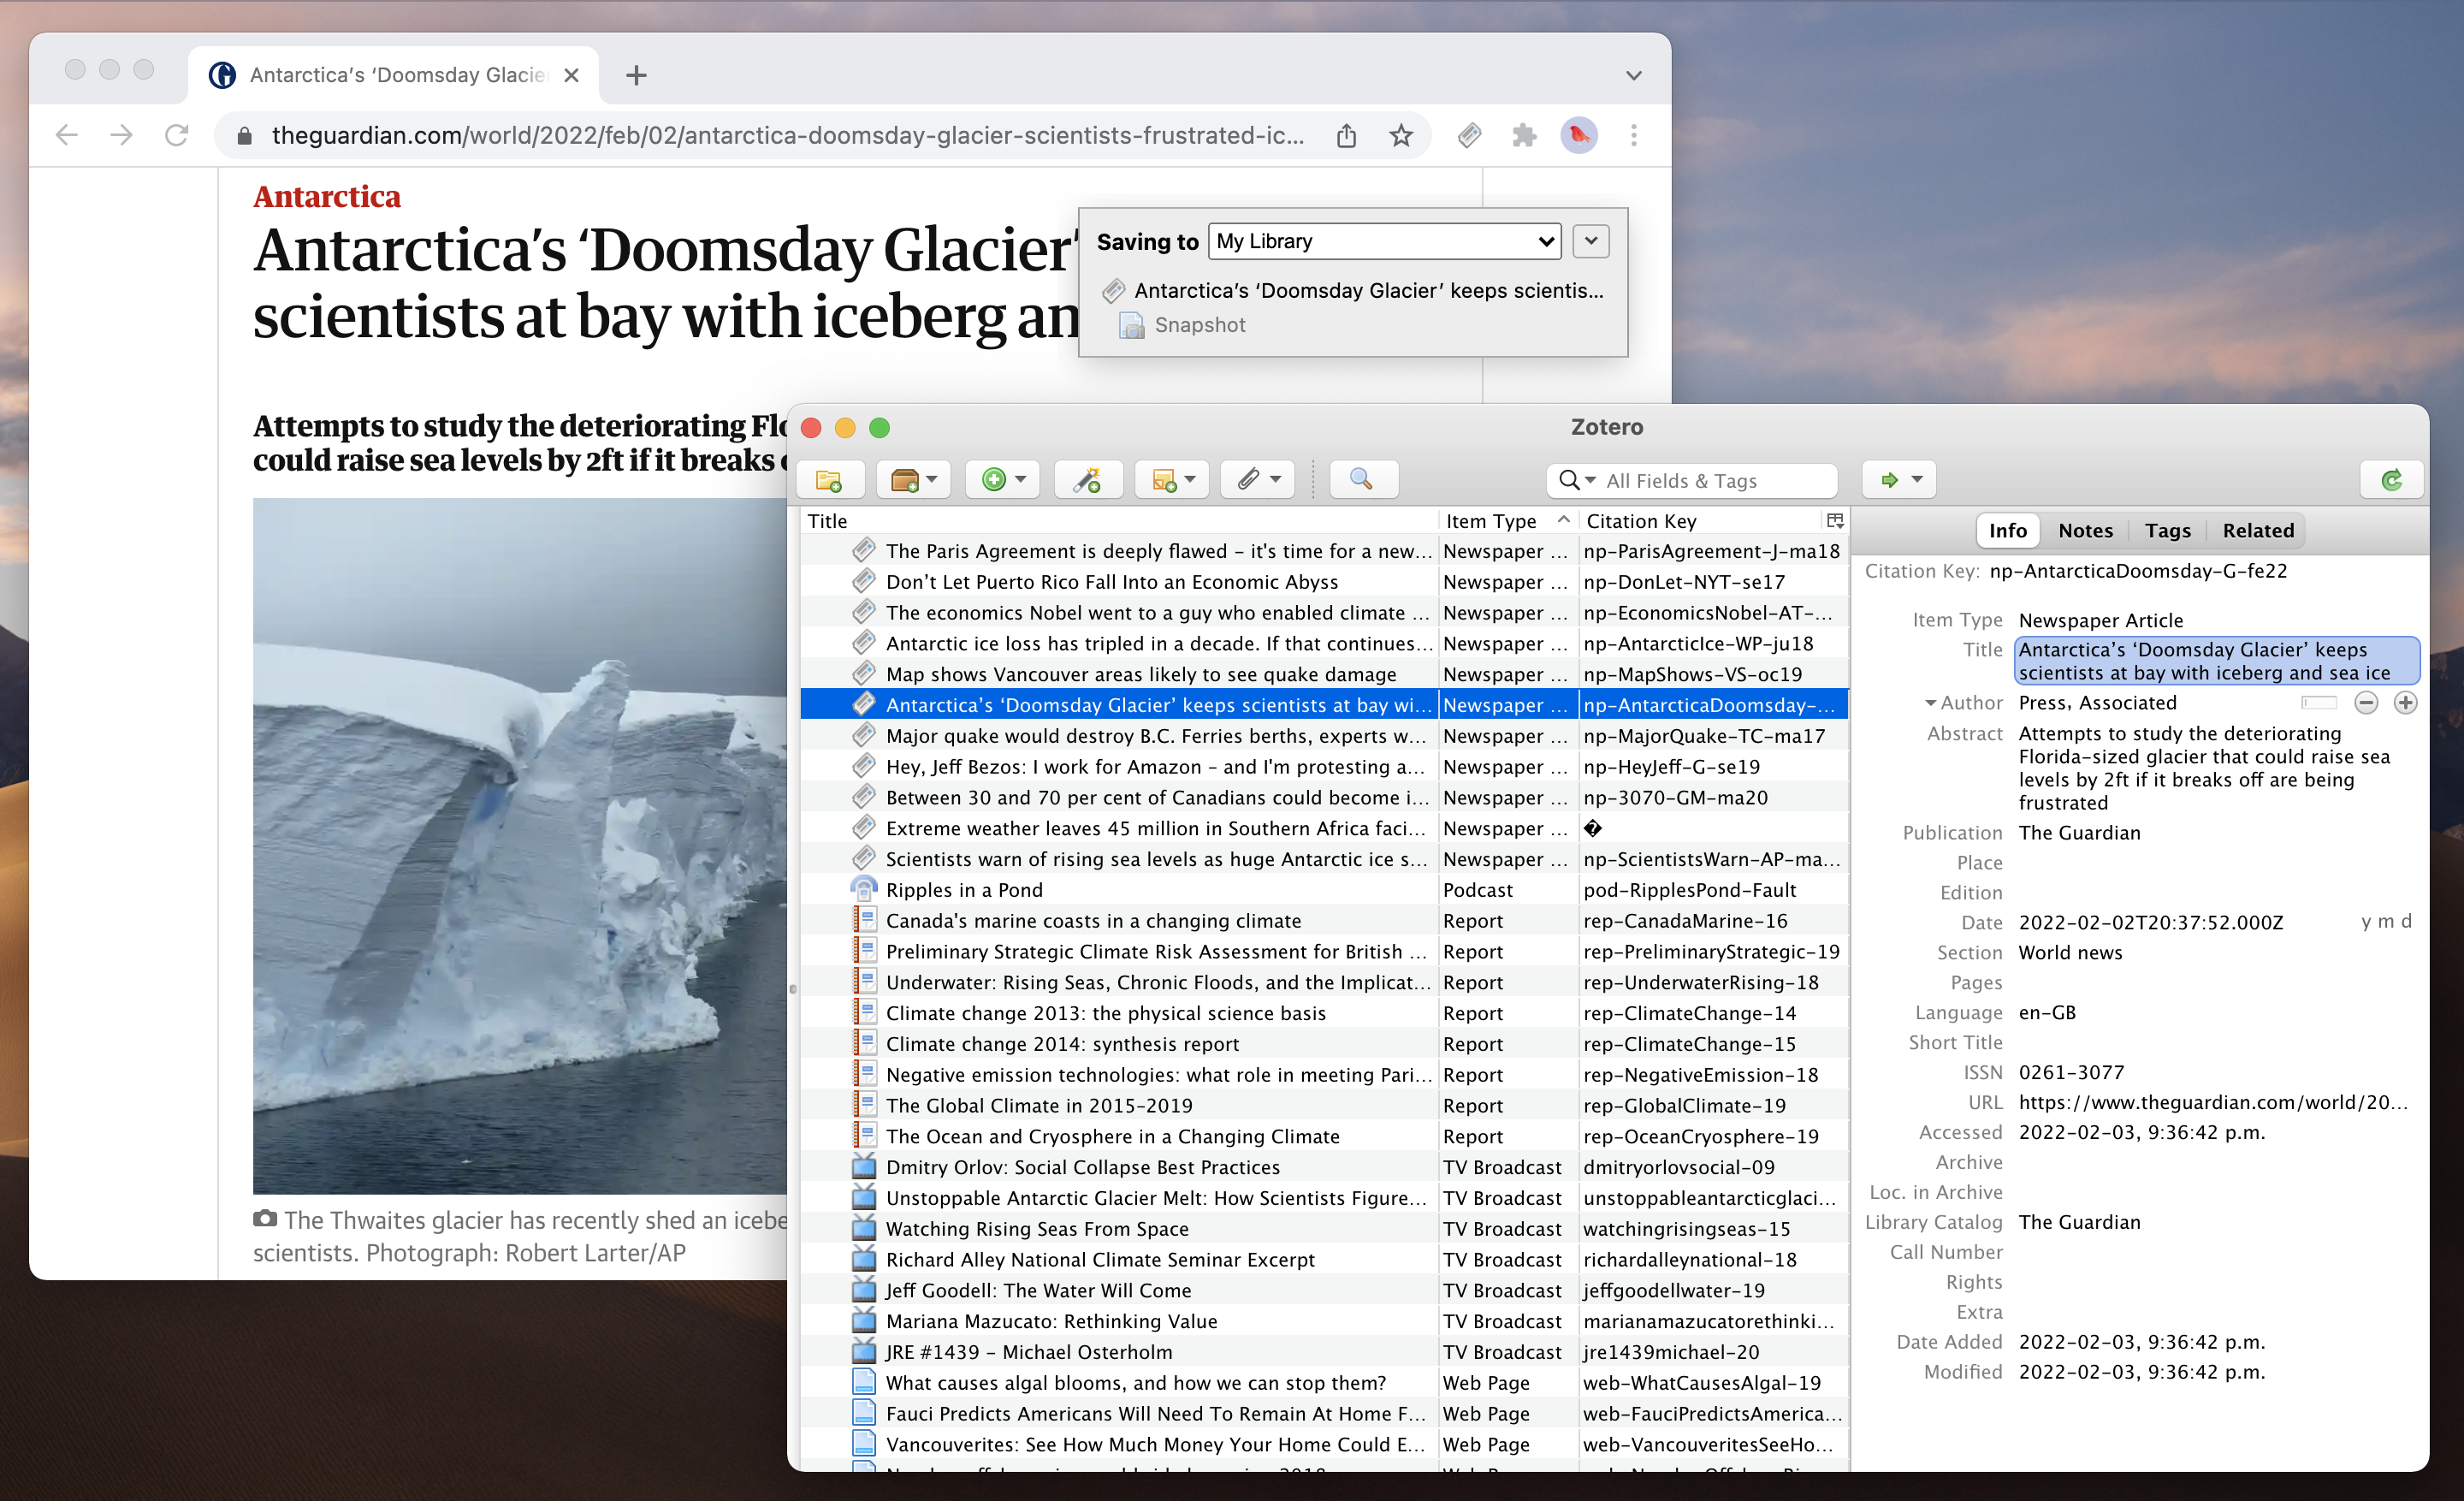 Antarctica's ‘Doomsday Glacie
theguardian.com/world/2022/feb/02/antarctica-doomsday-glacier-scientists-frustrated-ic...
Antarctica
Antarctica’s ‘Doomsday Glacier’
scientists at bay with iceberg an
Saving to My Library
Antarctica’s ‘Doomsday Glacier’ keeps scientis...
Snapshot
Attempts to study the deteriorating Flo
could raise sea levels by 2ft if it breaks
The Thwaites glacier has recently shed an icebe
scientists. Photograph: Robert Larter/AP
Zotero
All Fields & Tags
Title Item Type Citation Key
The Paris Agreement is deeply flawed – it's time for a new... Newspaper ... np-ParisAgreement-J-ma18
Don’t Let Puerto Rico Fall Into an Economic Abyss Newspaper ... np-DonLet-NYT-se17
The economics Nobel went to a guy who enabled climate ... Newspaper ... np-EconomicsNobel-AT-...
Antarctic ice loss has tripled in a decade. If that continues... Newspaper ... np-AntarcticIce-WP-ju18
Map shows Vancouver areas likely to see quake damage Newspaper ... np-MapShows-VS-oc19
Antarctica’s ‘Doomsday Glacier’ keeps scientists at bay wi... Newspaper ... np-AntarcticaDoomsday-...
Major quake would destroy B.C. Ferries berths, experts w... Newspaper ... np-MajorQuake-TC-ma17
Hey, Jeff Bezos: I work for Amazon – and I'm protesting a... Newspaper ... np-HeyJeff-G-se19
Between 30 and 70 per cent of Canadians could become i... Newspaper ... np-3070-GM-ma20
Extreme weather leaves 45 million in Southern Africa faci... Newspaper ... �
Scientists warn of rising sea levels as huge Antarctic ice s... Newspaper ... np-ScientistsWarn-AP-ma...
Ripples in a Pond Podcast pod-RipplesPond-Fault
Canada's marine coasts in a changing climate Report rep-CanadaMarine-16
Preliminary Strategic Climate Risk Assessment for British ... Report rep-PreliminaryStrategic-19
Underwater: Rising Seas, Chronic Floods, and the Implicat... Report rep-UnderwaterRising-18
Climate change 2013: the physical science basis Report rep-ClimateChange-14
Climate change 2014: synthesis report Report rep-ClimateChange-15
Negative emission technologies: what role in meeting Pari... Report rep-NegativeEmission-18
The Global Climate in 2015–2019 Report rep-GlobalClimate-19
The Ocean and Cryosphere in a Changing Climate Report rep-OceanCryosphere-19
Dmitry Orlov: Social Collapse Best Practices TV Broadcast dmitryorlovsocial-09
Unstoppable Antarctic Glacier Melt: How Scientists Figure... TV Broadcast unstoppableantarcticglaci...
Watching Rising Seas From Space TV Broadcast watchingrisingseas-15
Richard Alley National Climate Seminar Excerpt TV Broadcast richardalleynational-18
Jeff Goodell: The Water Will Come TV Broadcast jeffgoodellwater-19
Mariana Mazucato: Rethinking Value TV Broadcast marianamazucatorethinki...
JRE #1439 – Michael Osterholm TV Broadcast jre1439michael-20
What causes algal blooms, and how we can stop them? Web Page web-WhatCausesAlgal-19
Fauci Predicts Americans Will Need To Remain At Home F... Web Page web-FauciPredictsAmerica...
Vancouverites: See How Much Money Your Home Could E... Web Page web-VancouveritesSeeHo...
Info Notes Tags Related
Citation Key: np-AntarcticaDoomsday-G-fe22
Item Type Newspaper Article
Title Antarctica’s ‘Doomsday Glacier’ keeps
scientists at bay with iceberg and sea ice
Author Press, Associated
Abstract Attempts to study the deteriorating
Florida-sized glacier that could raise sea
levels by 2ft if it breaks off are being
frustrated
Publication The Guardian
Place
Edition
Date 2022-02-02T20:37:52.000Z y m d
Section World news
Pages
Language en-GB
Short Title
ISSN 0261-3077
URL https://www.theguardian.com/world/20...
Accessed 2022-02-03, 9:36:42 p.m.
Archive
Loc. in Archive
Library Catalog The Guardian
Call Number
Rights
Extra
Date Added 2022-02-03, 9:36:42 p.m.
Modified 2022-02-03, 9:36:42 p.m.